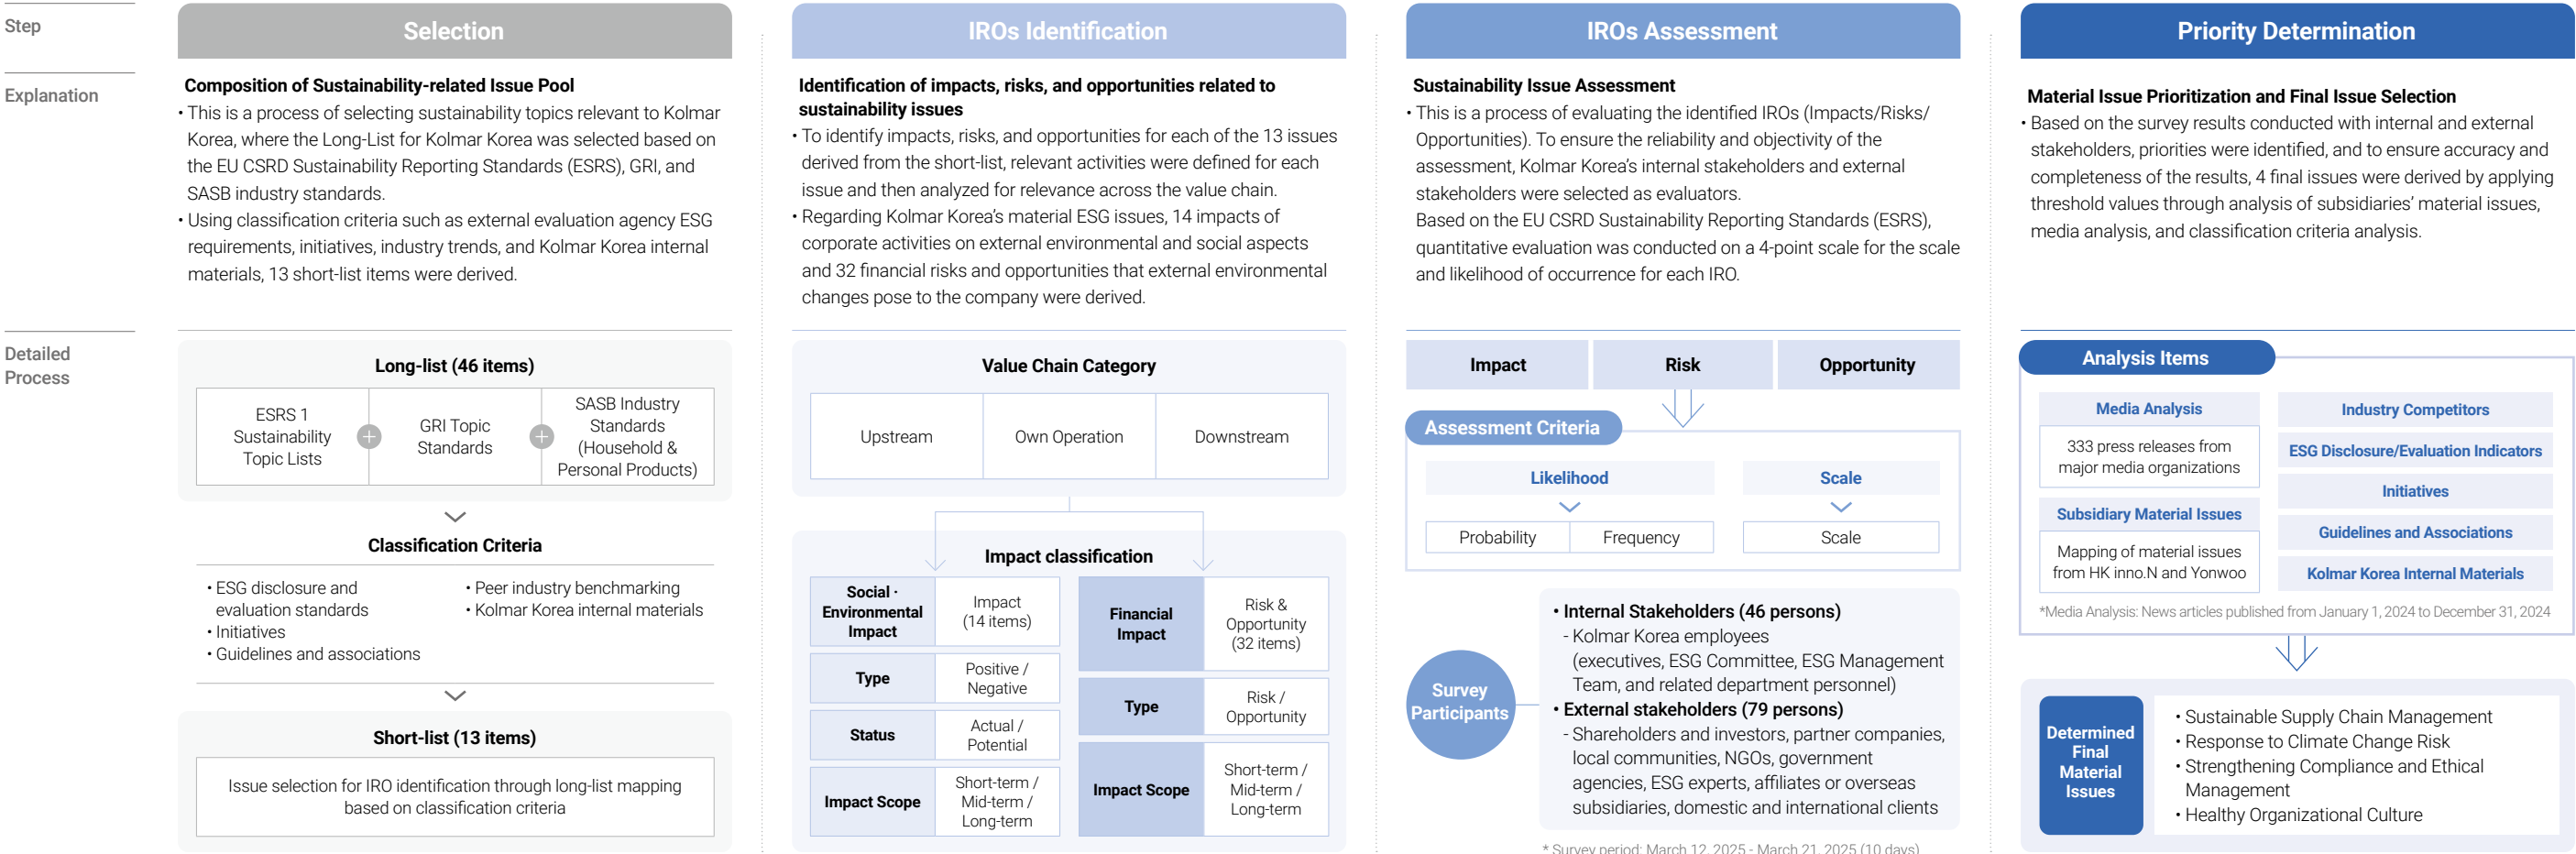 Step
Selection
IROs Identification
IROs Assessment
Priority Determination
Explanation
Composition of Sustainability-related Issue Pool
• This is a process of selecting sustainability topics relevant to Kolmar
Korea, where the Long-List for Kolmar Korea was selected based on
the EU CSRD Sustainability Reporting Standards (ESRS), GRI, and
SASB industry standards.
• Using classification criteria such as external evaluation agency ESG
requirements, initiatives, industry trends, and Kolmar Korea internal
materials, 13 short-list items were derived.
Identification of impacts, risks, and opportunities related to
sustainability issues
• To identify impacts, risks, and opportunities for each of the 13 issues
derived from the short-list, relevant activities were defined for each
issue and then analyzed for relevance across the value chain.
• Regarding Kolmar Korea's material ESG issues, 14 impacts of
corporate activities on external environmental and social aspects
and 32 financial risks and opportunities that external environmental
changes pose to the company were derived.
Sustainability Issue Assessment
• This is a process of evaluating the identified IROs (Impacts/Risks/
Opportunities). To ensure the reliability and objectivity of the
assessment, Kolmar Korea's internal stakeholders and external
stakeholders were selected as evaluators.
Based on the EU CSRD Sustainability Reporting Standards (ESRS),
quantitative evaluation was conducted on a 4-point scale for the scale
and likelihood of occurrence for each IRO.
Material Issue Prioritization and Final Issue Selection
• Based on the survey results conducted with internal and external
stakeholders, priorities were identified, and to ensure accuracy and
completeness of the results, 4 final issues were derived by applying
threshold values through analysis of subsidiaries' material issues,
media analysis, and classification criteria analysis.
Detailed
Process
Long-list (46 items)
ESRS 1
Sustainability
Topic Lists
+
GRI Topic
Standards
+
SASB Industry
Standards
(Household &
Personal Products)
Classification Criteria
• ESG disclosure and
evaluation standards
• Initiatives
• Guidelines and associations
• Peer industry benchmarking
• Kolmar Korea internal materials
Short-list (13 items)
Issue selection for IRO identification through long-list mapping
based on classification criteria
Value Chain Category
Upstream
Own Operation
Downstream
Impact classification
Social ·
Environmental
Impact
Impact
(14 items)
Type
Positive /
Negative
Status
Actual /
Potential
Impact Scope
Short-term /
Mid-term /
Long-term
Financial
Impact
Risk &
Opportunity
(32 items)
Type
Risk /
Opportunity
Impact Scope
Short-term /
Mid-term /
Long-term
Impact
Risk
Opportunity
Assessment Criteria
Likelihood
Scale
Probability
Frequency
Scale
Survey
Participants
• Internal Stakeholders (46 persons)
- Kolmar Korea employees
(executives, ESG Committee, ESG Management
Team, and related department personnel)
• External stakeholders (79 persons)
- Shareholders and investors, partner companies,
local communities, NGOs, government
agencies, ESG experts, affiliates or overseas
subsidiaries, domestic and international clients
* Survey period: March 12, 2025 - March 21, 2025 (10 days)
Analysis Items
Media Analysis
333 press releases from
major media organizations
Subsidiary Material Issues
Mapping of material issues
from HK inno.N and Yonwoo
Industry Competitors
ESG Disclosure/Evaluation Indicators
Initiatives
Guidelines and Associations
Kolmar Korea Internal Materials
*Media Analysis: News articles published from January 1, 2024 to December 31, 2024
Determined
Final
Material
Issues
• Sustainable Supply Chain Management
• Response to Climate Change Risk
• Strengthening Compliance and Ethical
Management
• Healthy Organizational Culture